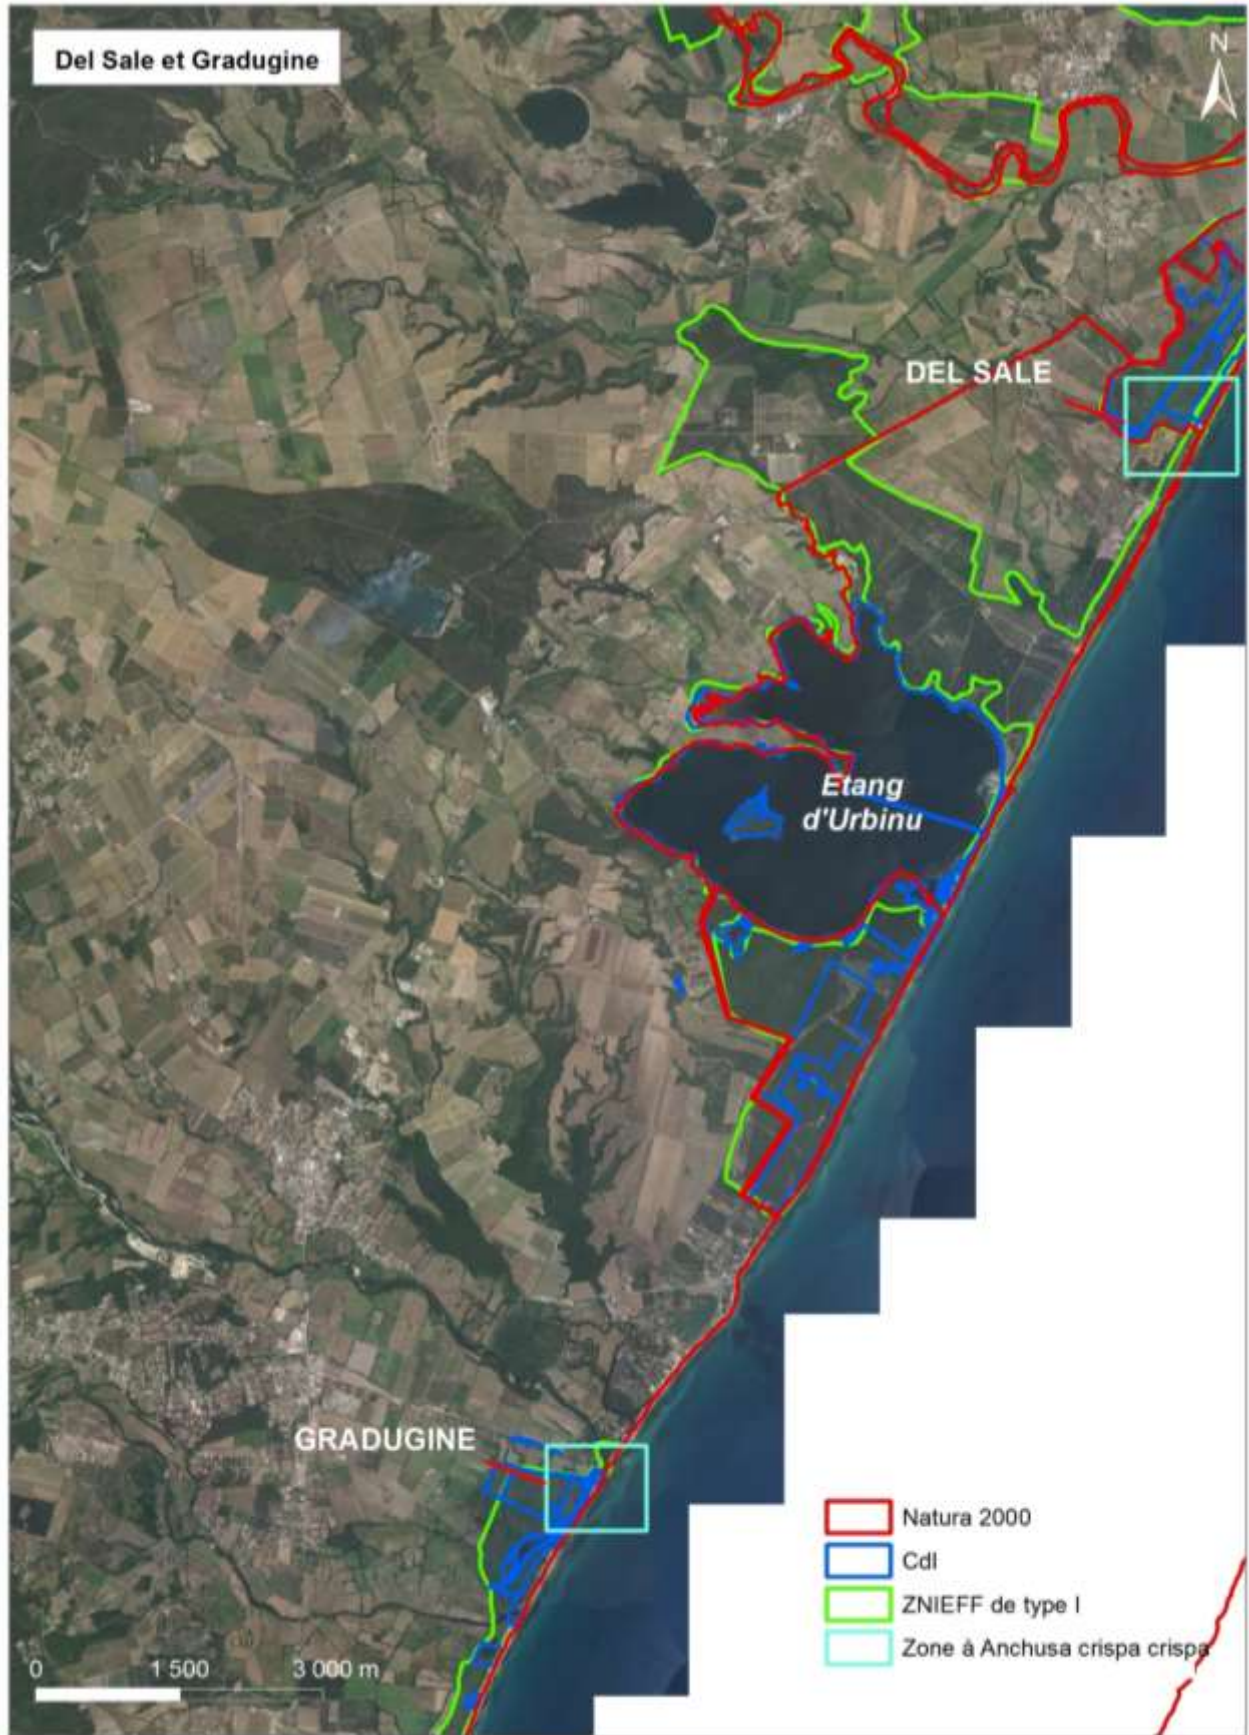 Del Sale et Gradugine
N
DEL SALE
Etang
d'Urbinu
GRADUGINE
Natura 2000
Cdl
ZNIEFF de type I
Zone à Anchusa crispa crispa
0 1 500 3 000 m